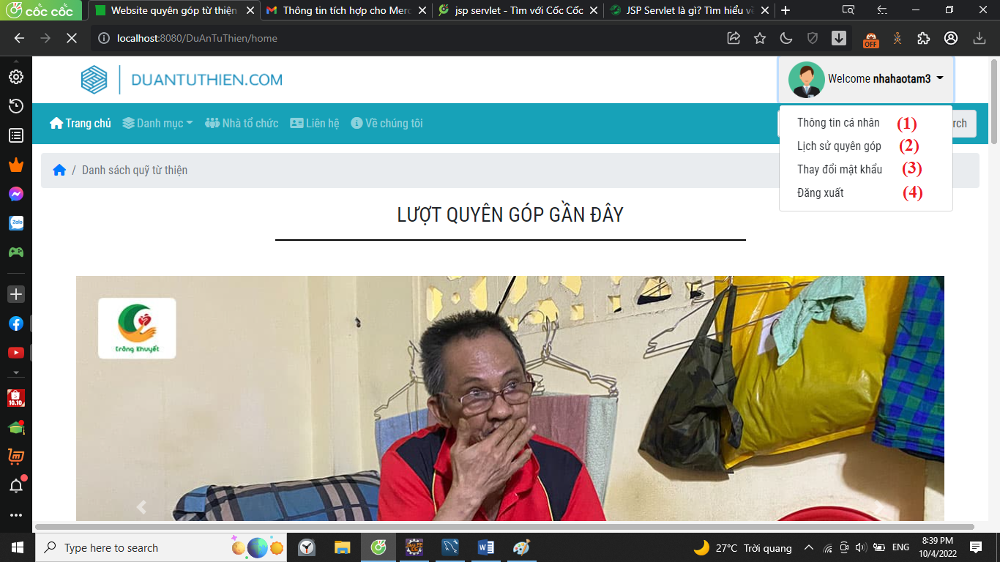 cốc cốc
Website quyên góp từ thiện
Thông tin tích hợp cho Merc
jsp servlet - Tìm với Cốc Cốc
JSP Servlet là gì? Tìm hiểu về
localhost:8080/DuAnTuThien/home
OFF
DUANTUTHIEN.COM
Welcome nhahaotam3
Trang chủ
Danh mục
Nhà tổ chức
Liên hệ
Về chúng tôi
rch
Thông tin cá nhân (1)
Lịch sử quyên góp (2)
Thay đổi mật khẩu (3)
Đăng xuất (4)
/ Danh sách quỹ từ thiện
LƯỢT QUYÊN GÓP GẦN ĐÂY
Trăng Khuyết
Zalo
10.10
Type here to search
27°C Trời quang
ENG
8:39 PM
10/4/2022